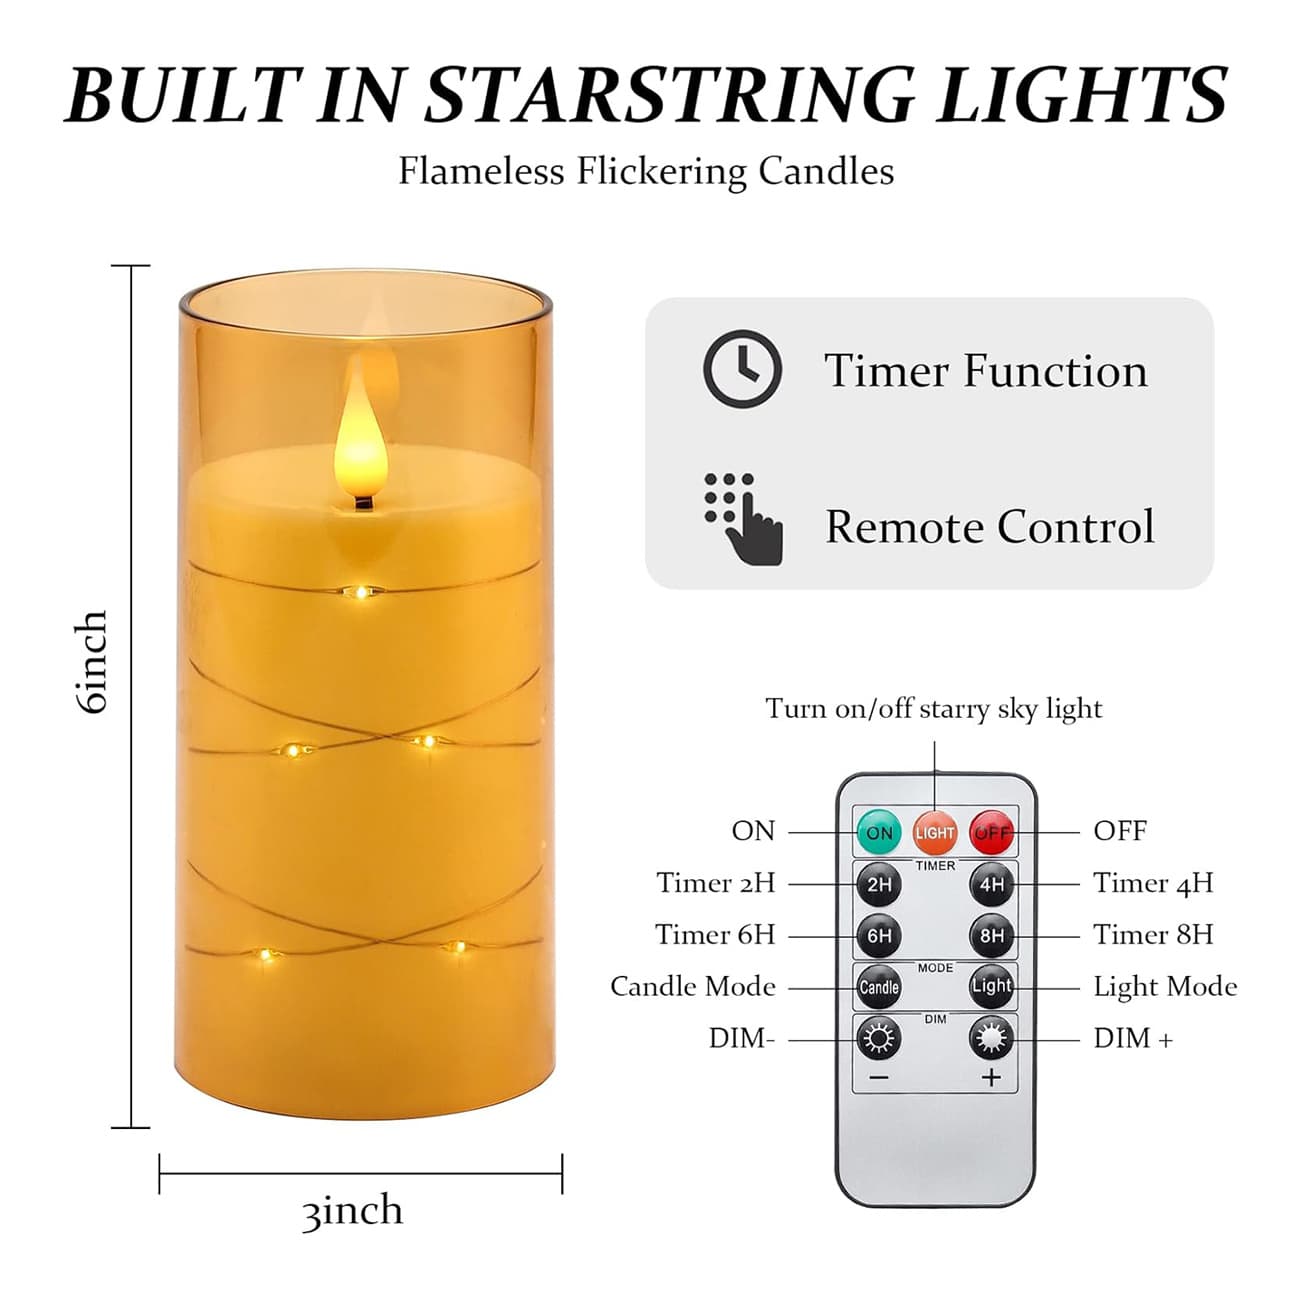 BUILT IN STARSTRING LIGHTS
Flameless Flickering Candles
Timer Function
Remote Control
6inch
3inch
Turn on/off starry sky light
ON
ON LIGHT OFF
OFF
TIMER
Timer 2H
2H 4H
Timer 4H
Timer 6H
6H 8H
Timer 8H
MODE
Candle Mode
Candle Light
Light Mode
DIM
DIM-
DIM +
− +